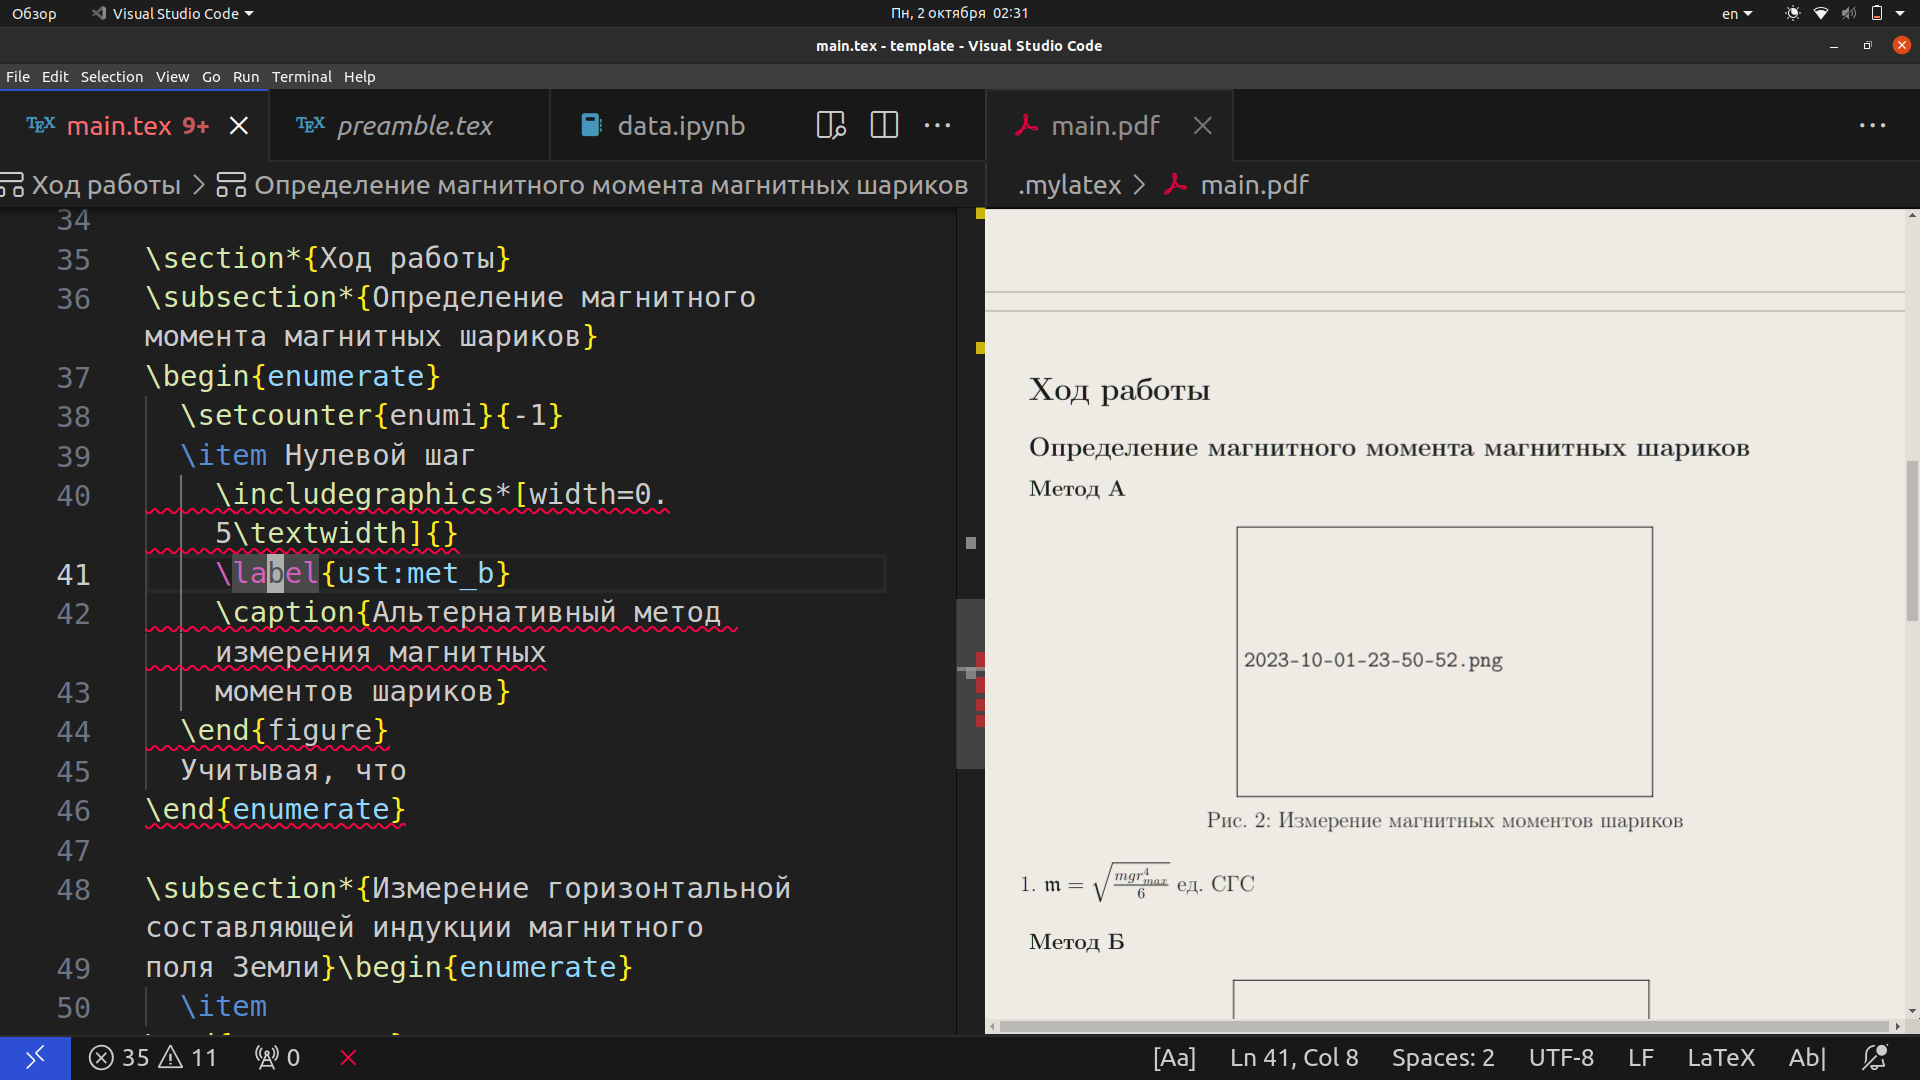 Обзор
Visual Studio Code
Пн, 2 октября 02:31
en
main.tex - template - Visual Studio Code
File Edit Selection View Go Run Terminal Help
TEX main.tex 9+
TEX preamble.tex
data.ipynb
main.pdf
Ход работы > Определение магнитного момента магнитных шариков
.mylatex > main.pdf
34
35 \section*{Ход работы}
36 \subsection*{Определение магнитного
момента магнитных шариков}
37 \begin{enumerate}
38 \setcounter{enumi}{-1}
39 \item Нулевой шаг
40 \includegraphics*[width=0.
5\textwidth]{}
41 \label{ust:met_b}
42 \caption{Альтернативный метод
измерения магнитных
43 моментов шариков}
44 \end{figure}
45 Учитывая, что
46 \end{enumerate}
47
48 \subsection*{Измерение горизонтальной
составляющей индукции магнитного
49 поля Земли}\begin{enumerate}
50 \item
Ход работы
Определение магнитного момента магнитных шариков
Метод А
2023-10-01-23-50-52.png
Рис. 2: Измерение магнитных моментов шариков
1. 𝔪 = √(mgr⁴max/6) ед. СГС
Метод Б
35 11 0
[Aa] Ln 41, Col 8 Spaces: 2 UTF-8 LF LaTeX Ab|